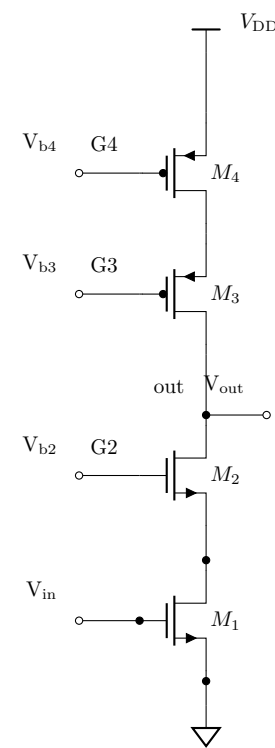 V_DD
V_b4 G4
M_4
V_b3 G3
M_3
out V_out
V_b2 G2
M_2
V_in
M_1